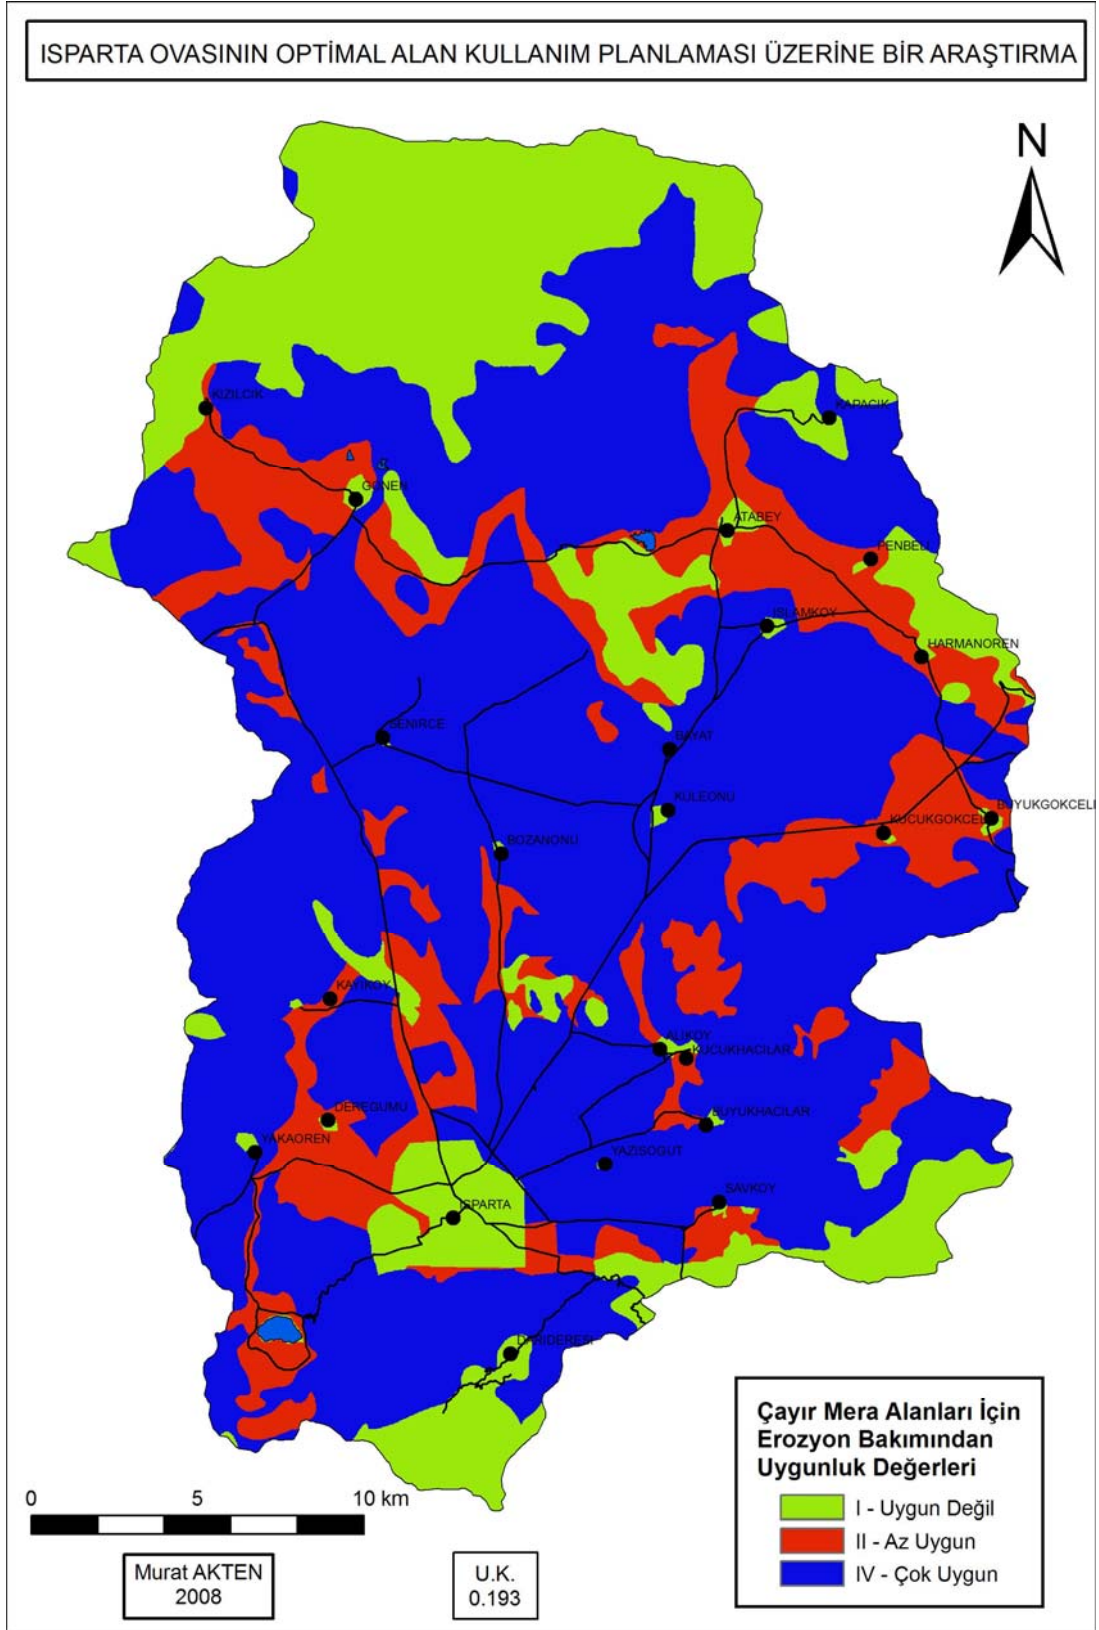 ISPARTA OVASININ OPTİMAL ALAN KULLANIM PLANLAMASI ÜZERİNE BİR ARAŞTIRMA
N
KIZILCIK
KAPACIK
GONEN
ATABEY
PENBELI
ISLAMKOY
HARMANOREN
SENIRCE
BAYAT
KULEONU
BUYUKGOKCELI
KUCUKGOKCELI
BOZANONU
KAYIKOY
ALIKOY
KUCUKHACILAR
DEREGUMU
BUYUKHACILAR
YAKAOREN
YAZISOGUT
ISPARTA
SAVKOY
DARIDERESI
Çayır Mera Alanları İçin
Erozyon Bakımından
Uygunluk Değerleri
I - Uygun Değil
II - Az Uygun
IV - Çok Uygun
0 5 10 km
Murat AKTEN
2008
U.K.
0.193